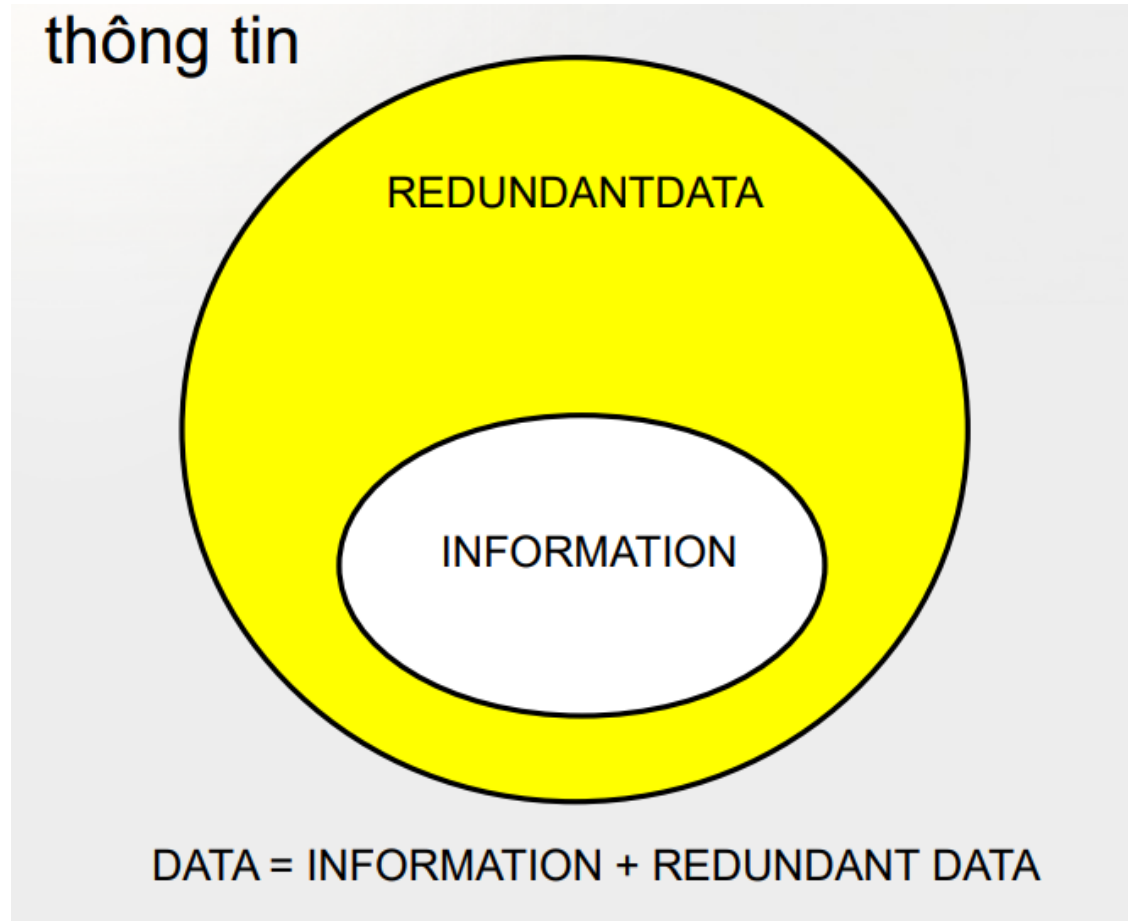 thông tin
REDUNDANTDATA
INFORMATION
DATA = INFORMATION + REDUNDANT DATA